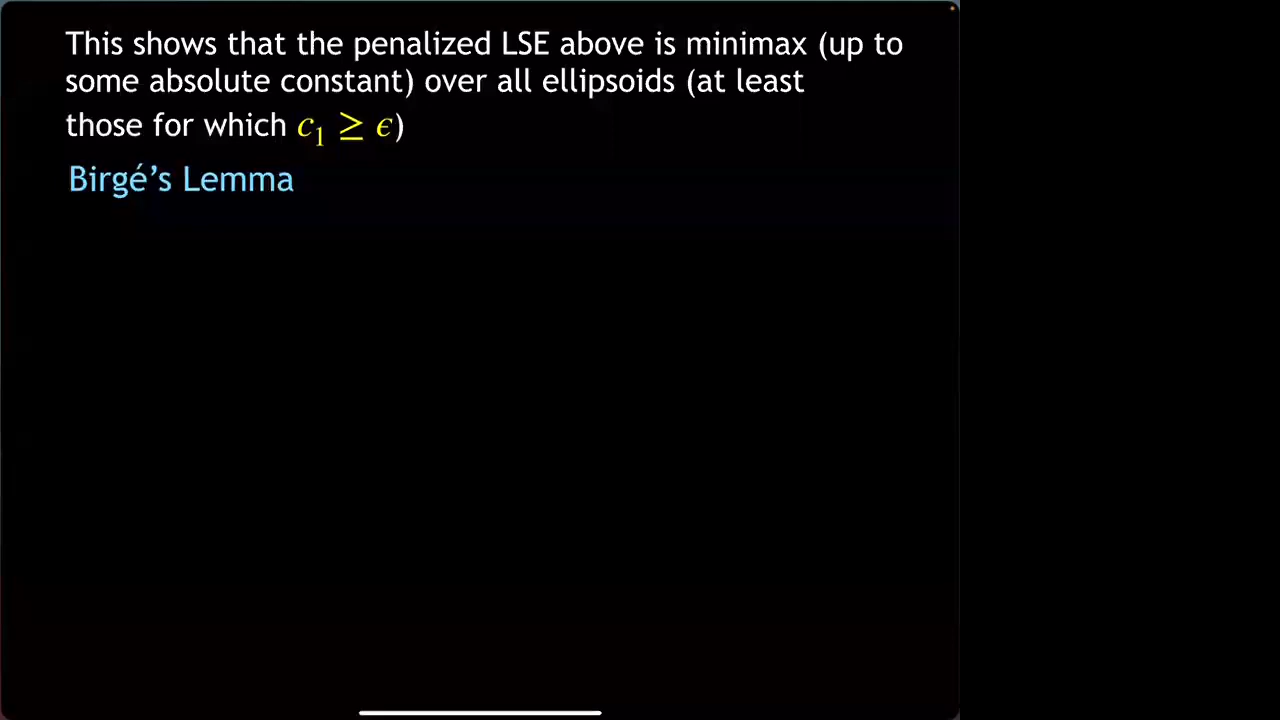 This shows that the penalized LSE above is minimax (up to
some absolute constant) over all ellipsoids (at least
those for which c₁ ≥ ϵ)
Birgé’s Lemma